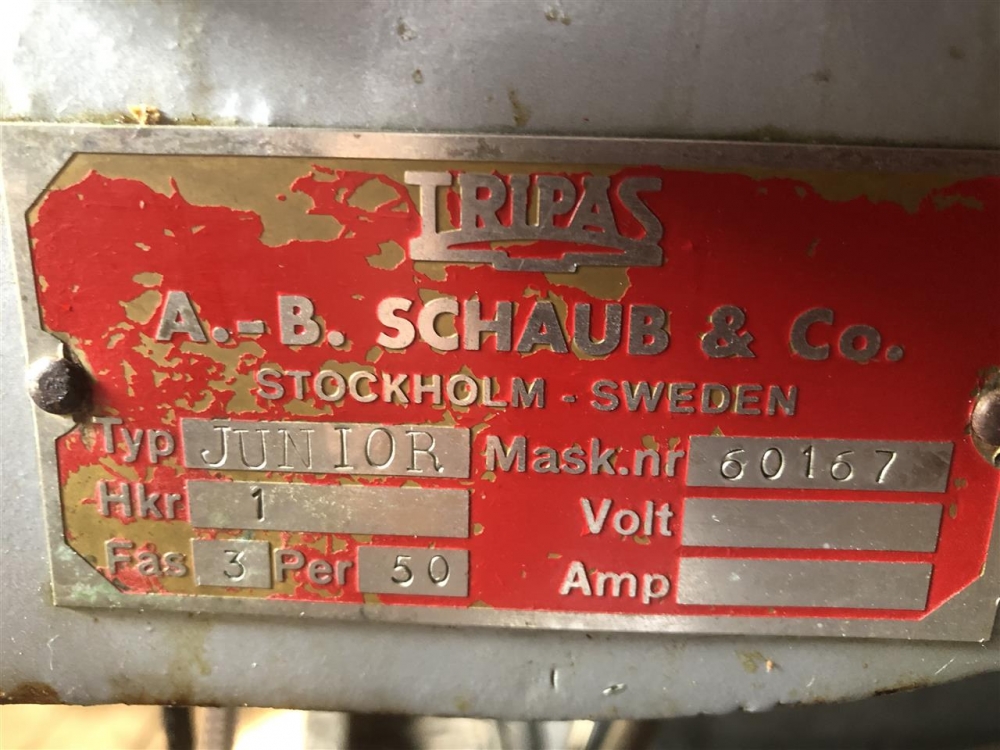 TRIPAS
A.-B. SCHAUB & Co.
STOCKHOLM - SWEDEN
Typ JUNIOR Mask.nr 60167
Hkr 1 Volt
Fas 3 Per 50 Amp